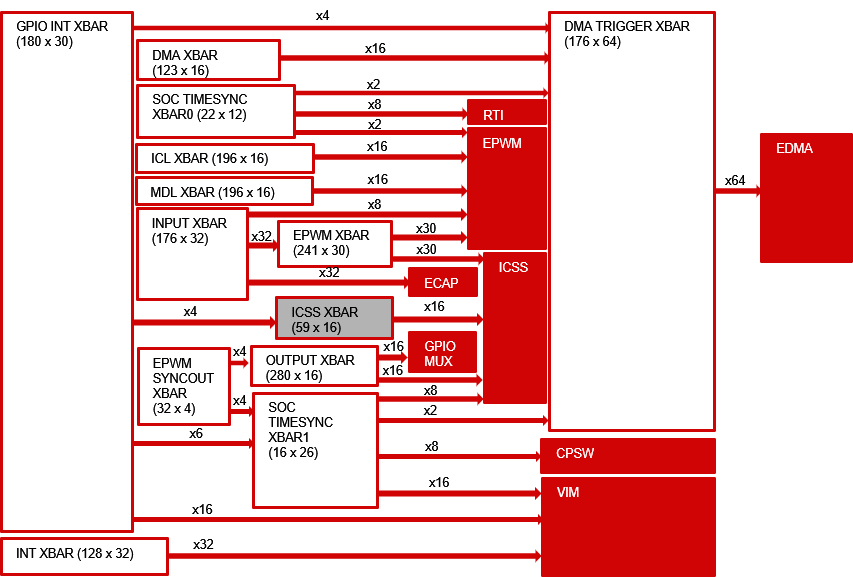 GPIO INT XBAR
(180 x 30)
x4
DMA TRIGGER XBAR
(176 x 64)
DMA XBAR
(123 x 16)
x16
SOC TIMESYNC
XBAR0 (22 x 12)
x2
x8
x2
RTI
EPWM
ICL XBAR (196 x 16)
x16
MDL XBAR (196 x 16)
x16
x64
EDMA
INPUT XBAR
(176 x 32)
x8
x32
EPWM XBAR
(241 x 30)
x30
x30
x32
ECAP
ICSS
x4
ICSS XBAR
(59 x 16)
x16
EPWM
SYNCOUT
XBAR
(32 x 4)
x4
x4
OUTPUT XBAR
(280 x 16)
x16
x16
GPIO
MUX
SOC
TIMESYNC
XBAR1
(16 x 26)
x6
x8
x2
x8
CPSW
x16
VIM
x16
INT XBAR (128 x 32)
x32